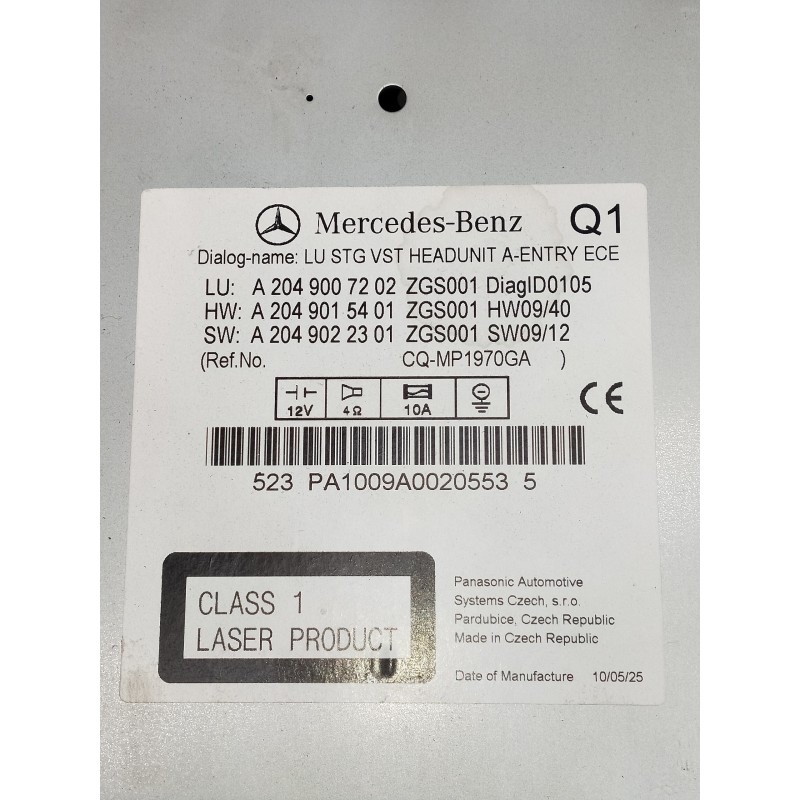 Mercedes-Benz Q1
Dialog-name: LU STG VST HEADUNIT A-ENTRY ECE
LU: A 204 900 72 02 ZGS001 DiagID0105
HW: A 204 901 54 01 ZGS001 HW09/40
SW: A 204 902 23 01 ZGS001 SW09/12
(Ref.No. CQ-MP1970GA )
12V 4Ω 10A
CE
523 PA1009A0020553 5
CLASS 1
LASER PRODUCT
Panasonic Automotive
Systems Czech, s.r.o.
Pardubice, Czech Republic
Made in Czech Republic
Date of Manufacture 10/05/25